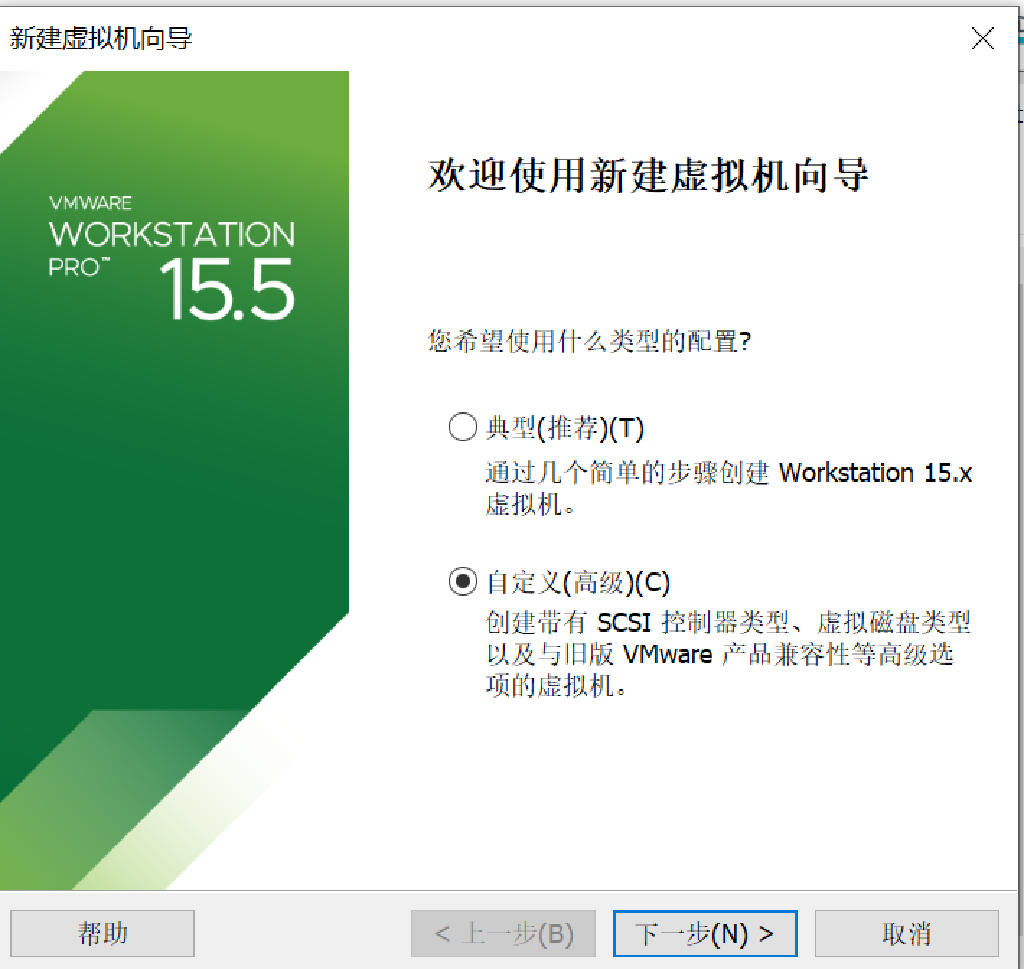 新建虚拟机向导
VMWARE
WORKSTATION
PRO™ 15.5
欢迎使用新建虚拟机向导
您希望使用什么类型的配置?
典型(推荐)(T)
通过几个简单的步骤创建 Workstation 15.x
虚拟机。
自定义(高级)(C)
创建带有 SCSI 控制器类型、虚拟磁盘类型
以及与旧版 VMware 产品兼容性等高级选
项的虚拟机。
帮助
< 上一步(B)
下一步(N) >
取消